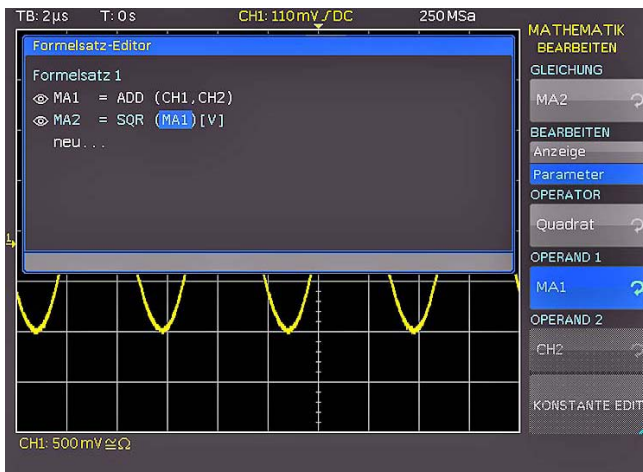 TB: 2µs T: 0s CH1: 110mV ƒ DC 250MSa
Formelsatz-Editor
Formelsatz 1
MA1 = ADD (CH1,CH2)
MA2 = SQR (MA1)[V]
neu...
1
CH1: 500mV≅Ω
MATHEMATIK
BEARBEITEN
GLEICHUNG
MA2
BEARBEITEN
Anzeige
Parameter
OPERATOR
Quadrat
OPERAND 1
MA1
OPERAND 2
CH2
KONSTANTE EDIT